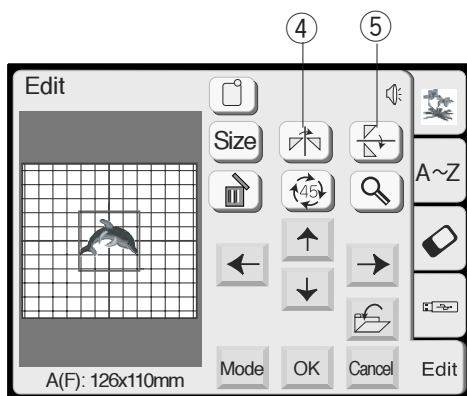 ④ ⑤
Edit
Size
A~Z
45
Mode OK Cancel Edit
A(F): 126x110mm